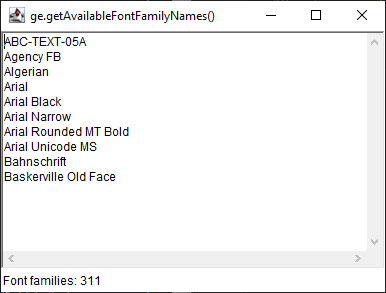 ge.getAvailableFontFamilyNames()
ABC-TEXT-05A
Agency FB
Algerian
Arial
Arial Black
Arial Narrow
Arial Rounded MT Bold
Arial Unicode MS
Bahnschrift
Baskerville Old Face
Font families: 311